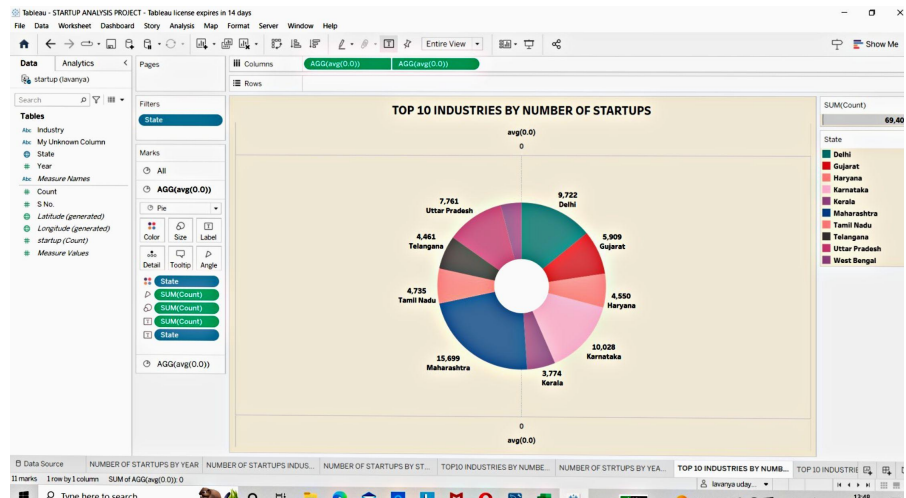 Tableau - STARTUP ANALYSIS PROJECT - Tableau license expires in 14 days
File Data Worksheet Dashboard Story Analysis Map Format Server Window Help
Entire View
Show Me
Data Analytics
startup (lavanya)
Search
Tables
Abc Industry
Abc My Unknown Column
State
# Year
Abc Measure Names
# Count
# S No.
Latitude (generated)
Longitude (generated)
# startup (Count)
# Measure Values
Pages
Filters
State
Marks
All
AGG(avg(0.0))
Pie
Color Size Label
Detail Tooltip Angle
State
SUM(Count)
SUM(Count)
SUM(Count)
State
AGG(avg(0.0))
Columns AGG(avg(0.0)) AGG(avg(0.0))
Rows
TOP 10 INDUSTRIES BY NUMBER OF STARTUPS
avg(0.0)
0
9,722
Delhi
7,761
Uttar Pradesh
5,909
Gujarat
4,461
Telangana
4,550
Haryana
4,735
Tamil Nadu
10,028
Karnataka
15,699
Maharashtra
3,774
Kerala
0
avg(0.0)
SUM(Count)
69,40
State
Delhi
Gujarat
Haryana
Karnataka
Kerala
Maharashtra
Tamil Nadu
Telangana
Uttar Pradesh
West Bengal
Data Source NUMBER OF STARTUPS BY YEAR NUMBER OF STARTUPS INDUS... NUMBER OF STARTUPS BY ST... TOP10 INDUSTRIES BY NUMBE... NUMBER OF STRTUPS BY YEA... TOP 10 INDUSTRIES BY NUMB... TOP 10 INDUSTRIE
11 marks 1 row by 1 column SUM of AGG(avg(0.0)): 0
lavanya uday...
Type here to search